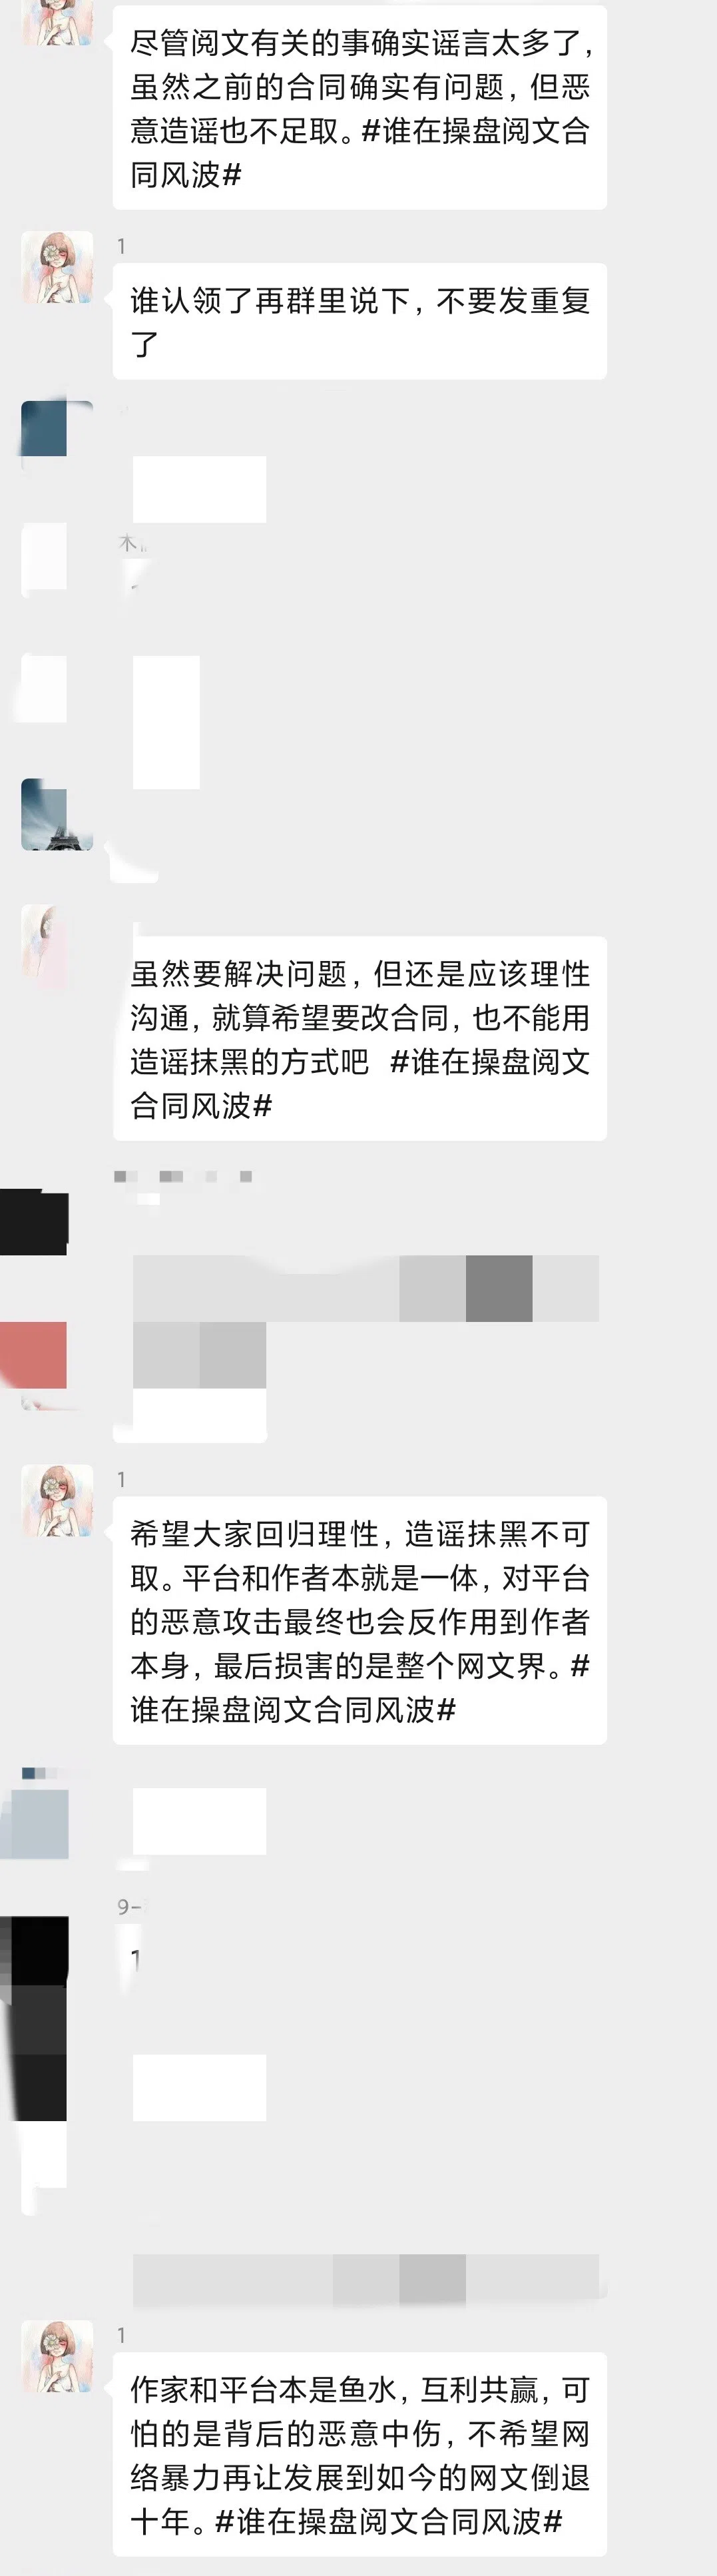 尽管阅文有关的事确实谣言太多了,
虽然之前的合同确实有问题,但恶
意造谣也不足取。#谁在操盘阅文合
同风波#
1
谁认领了再群里说下,不要发重复
了
木
虽然要解决问题,但还是应该理性
沟通,就算希望要改合同,也不能用
造谣抹黑的方式吧 #谁在操盘阅文
合同风波#
1
希望大家回归理性,造谣抹黑不可
取。平台和作者本就是一体,对平台
的恶意攻击最终也会反作用到作者
本身,最后损害的是整个网文界。#
谁在操盘阅文合同风波#
9-
1
1
作家和平台本是鱼水,互利共赢,可
怕的是背后的恶意中伤,不希望网
络暴力再让发展到如今的网文倒退
十年。#谁在操盘阅文合同风波#